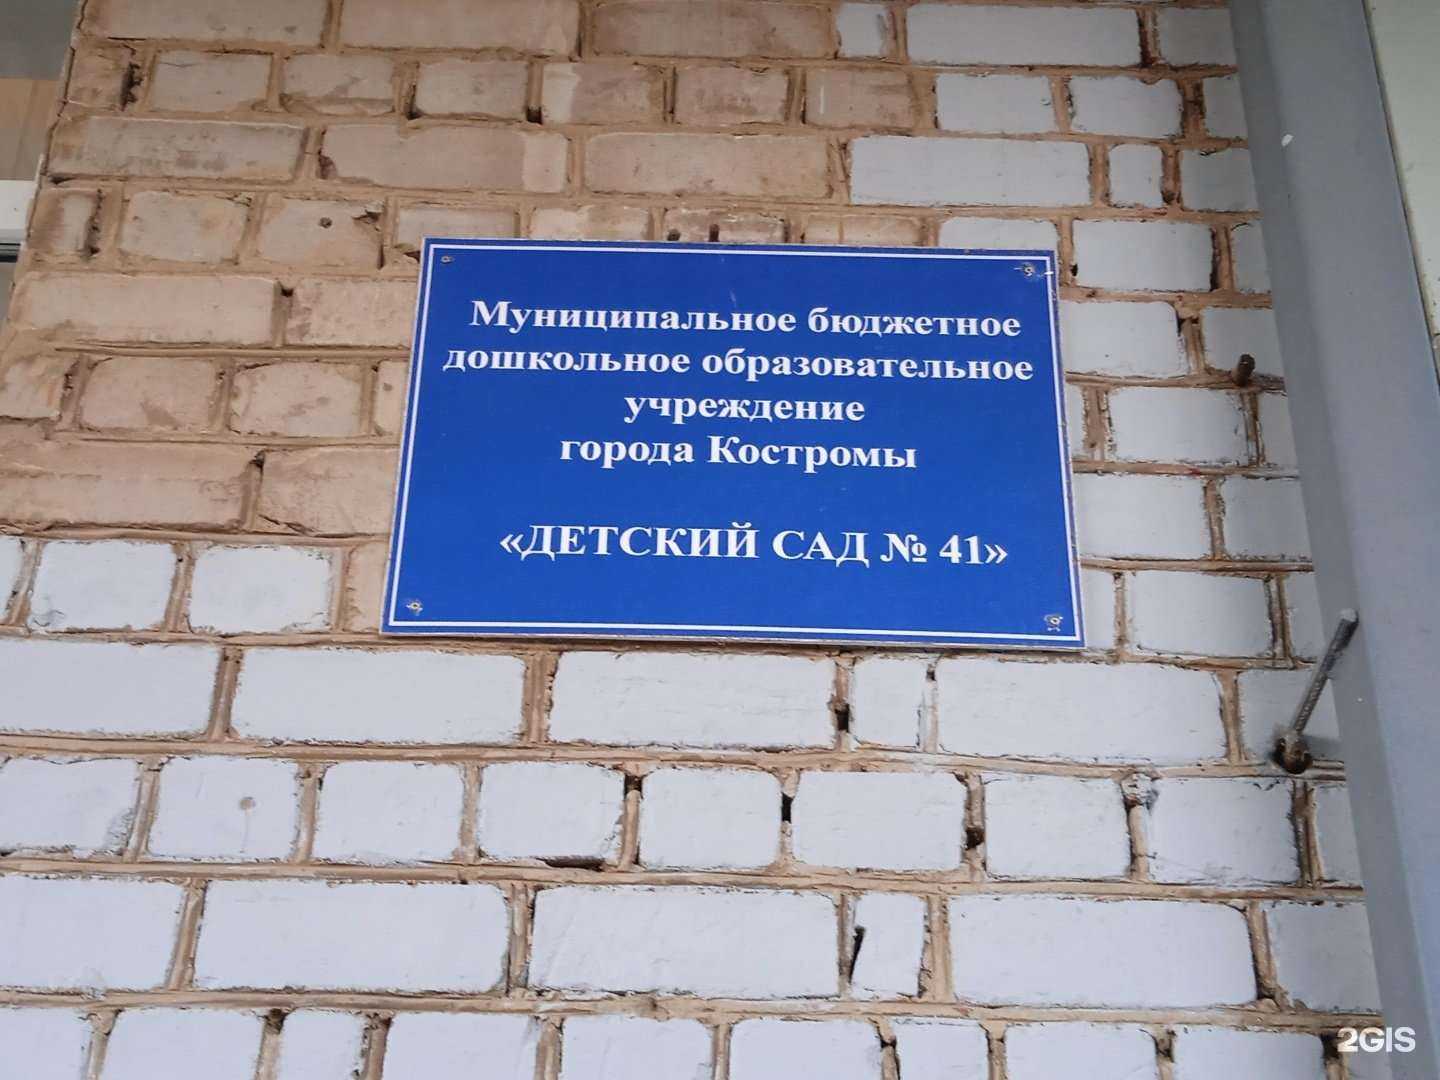 Муниципальное бюджетное
дошкольное образовательное
учреждение
города Костромы
«ДЕТСКИЙ САД № 41»
2GIS